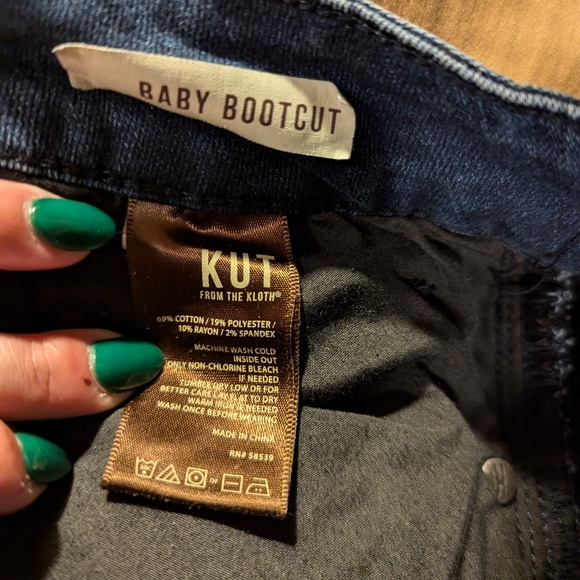 BABY BOOTCUT
KUT
FROM THE KLOTH®
69% COTTON / 19% POLYESTER /
10% RAYON / 2% SPANDEX
MACHINE WASH COLD
INSIDE OUT
ONLY NON-CHLORINE BLEACH
IF NEEDED
TUMBLE DRY LOW OR FOR
BETTER CARE LAY FLAT TO DRY
WARM IRON IF NEEDED
WASH ONCE BEFORE WEARING
MADE IN CHINA
RN# 58539
or